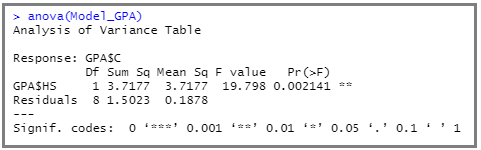 > anova(Model_GPA)
Analysis of Variance Table
Response: GPA$C
Df Sum Sq Mean Sq F value Pr(>F)
GPA$HS 1 3.7177 3.7177 19.798 0.002141 **
Residuals 8 1.5023 0.1878
---
Signif. codes: 0 ‘***’ 0.001 ‘**’ 0.01 ‘*’ 0.05 ‘.’ 0.1 ‘ ’ 1